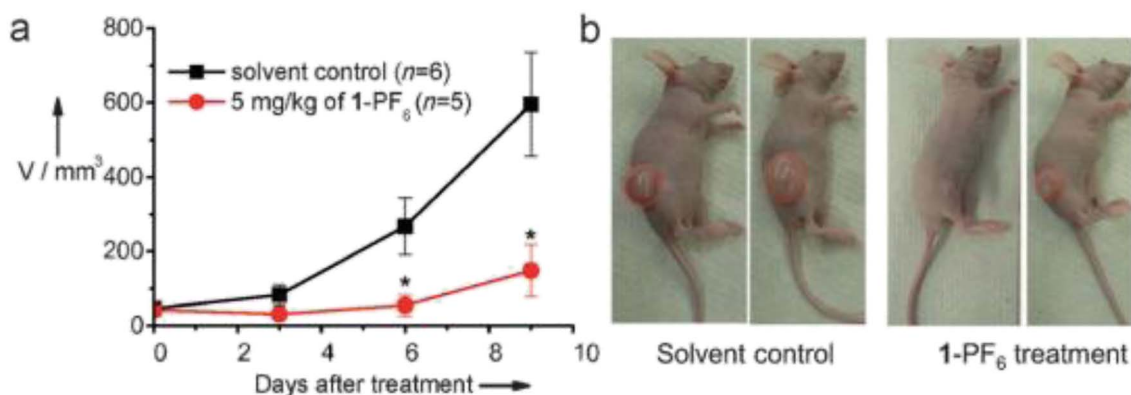 a
800
600
400
200
0
V / mm³
solvent control (n=6)
5 mg/kg of 1-PF₆ (n=5)
*
*
0 2 4 6 8 10
Days after treatment
b
Solvent control
1-PF₆ treatment